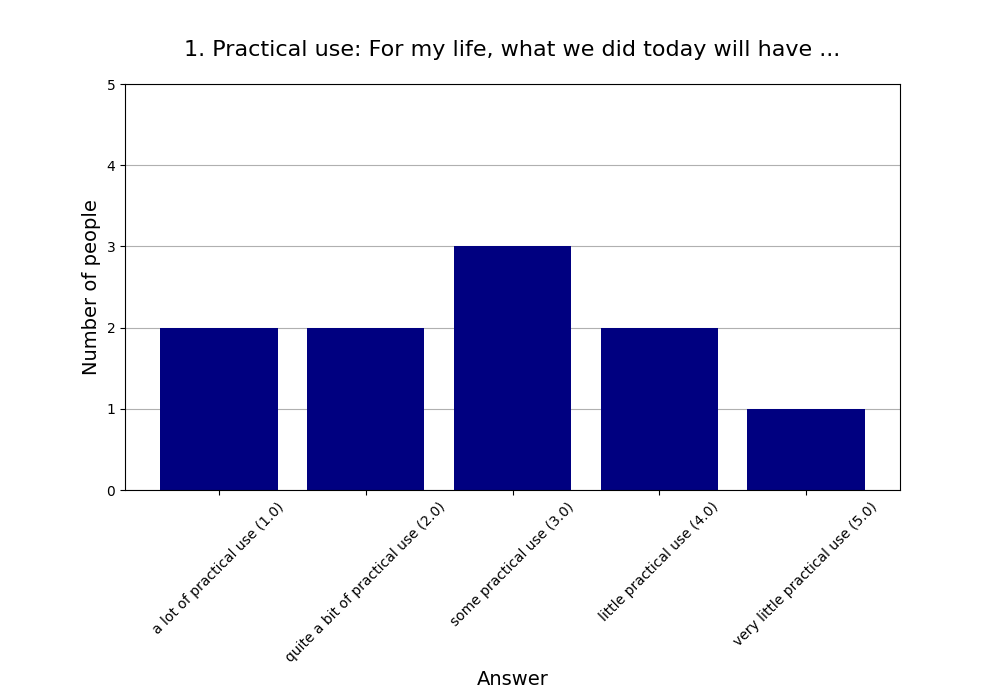 1. Practical use: For my life, what we did today will have ...
Number of people
5
4
3
2
1
0
a lot of practical use (1.0)
quite a bit of practical use (2.0)
some practical use (3.0)
little practical use (4.0)
very little practical use (5.0)
Answer